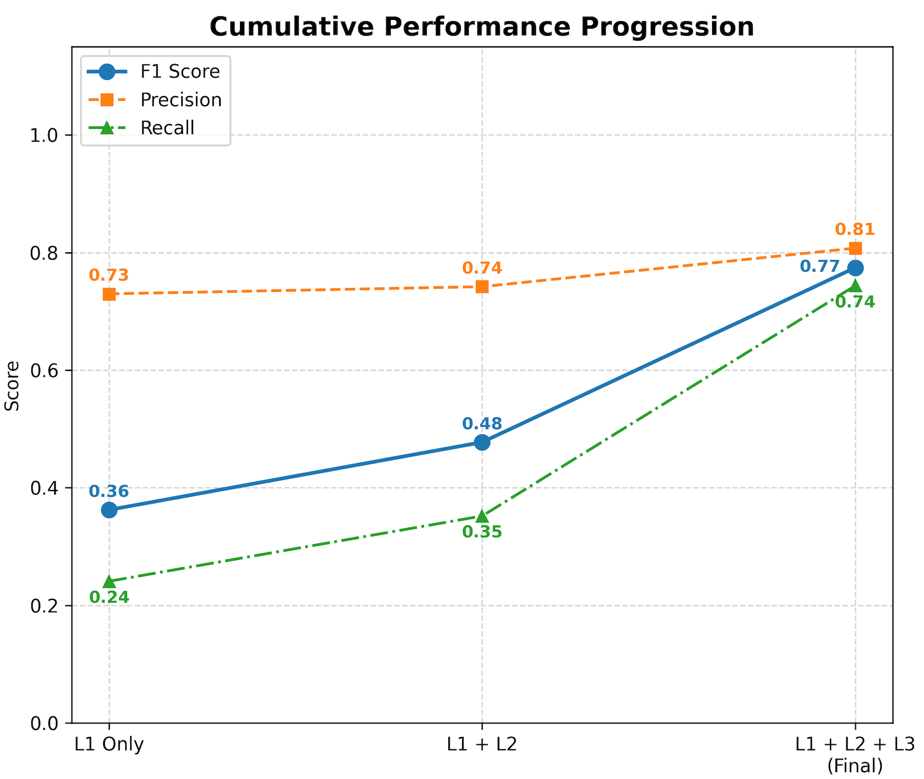 Cumulative Performance Progression
F1 Score
Precision
Recall
Score
1.0
0.8
0.6
0.4
0.2
0.0
0.73
0.74
0.81
0.36
0.48
0.77
0.24
0.35
0.74
L1 Only
L1 + L2
L1 + L2 + L3
(Final)